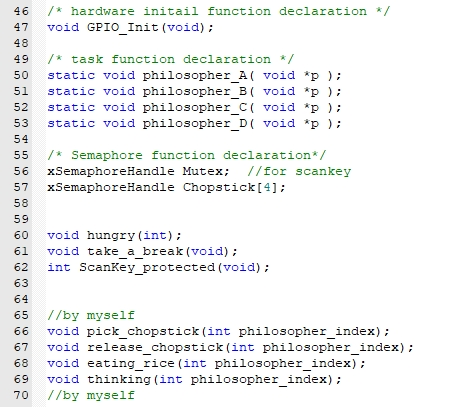 46 /* hardware initail function declaration */
47 void GPIO_Init(void);
48
49 /* task function declaration */
50 static void philosopher_A( void *p );
51 static void philosopher_B( void *p );
52 static void philosopher_C( void *p );
53 static void philosopher_D( void *p );
54
55 /* Semaphore function declaration*/
56 xSemaphoreHandle Mutex;  //for scankey
57 xSemaphoreHandle Chopstick[4];
58
59
60 void hungry(int);
61 void take_a_break(void);
62 int ScanKey_protected(void);
63
64
65 //by myself
66 void pick_chopstick(int philosopher_index);
67 void release_chopstick(int philosopher_index);
68 void eating_rice(int philosopher_index);
69 void thinking(int philosopher_index);
70 //by myself